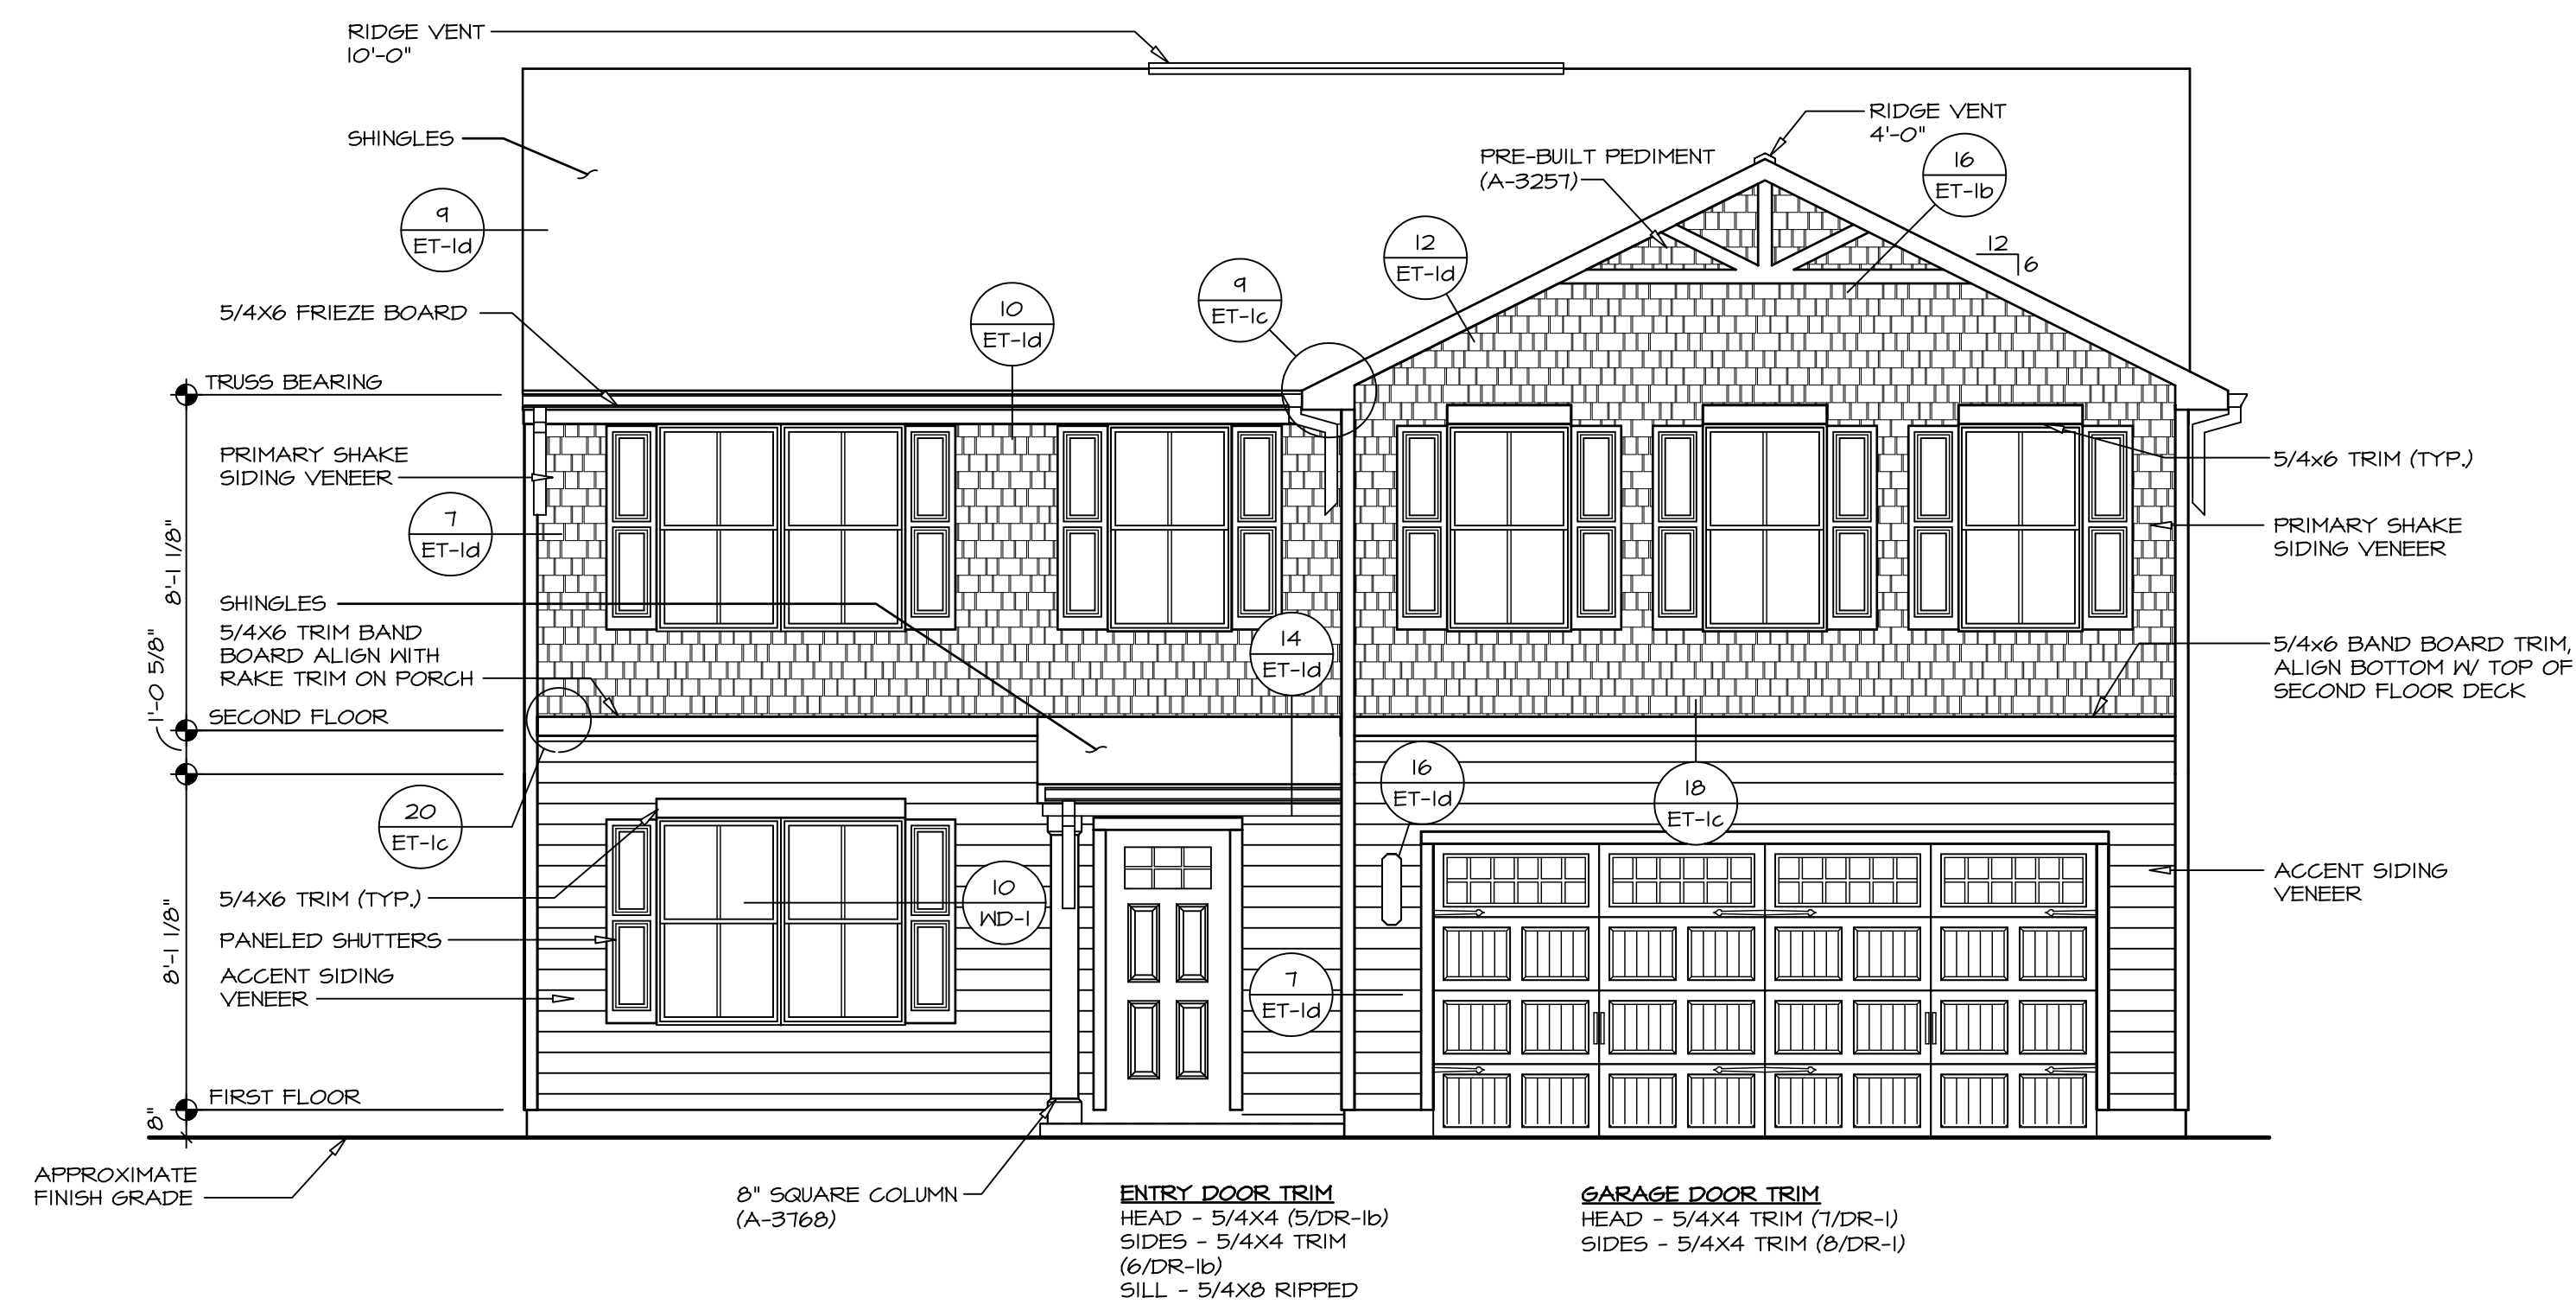 RIDGE VENT
10'-0"
SHINGLES
9
ET-1d
5/4X6 FRIEZE BOARD
TRUSS BEARING
PRIMARY SHAKE
SIDING VENEER
7
ET-1d
8'-1 1/8"
SHINGLES
5/4X6 TRIM BAND
BOARD ALIGN WITH
RAKE TRIM ON PORCH
1'-0 5/8"
SECOND FLOOR
20
ET-1c
5/4X6 TRIM (TYP.)
PANELED SHUTTERS
ACCENT SIDING
VENEER
8'-1 1/8"
FIRST FLOOR
8"
APPROXIMATE
FINISH GRADE
10
ET-1d
9
ET-1c
12
ET-1d
PRE-BUILT PEDIMENT
(A-3257)
RIDGE VENT
4'-0"
16
ET-1b
12
6
14
ET-1d
16
ET-1d
18
ET-1c
10
WD-1
7
ET-1d
5/4x6 TRIM (TYP.)
PRIMARY SHAKE
SIDING VENEER
5/4x6 BAND BOARD TRIM,
ALIGN BOTTOM W/ TOP OF
SECOND FLOOR DECK
ACCENT SIDING
VENEER
8" SQUARE COLUMN
(A-3768)
ENTRY DOOR TRIM
HEAD - 5/4X4 (5/DR-1b)
SIDES - 5/4X4 TRIM
(6/DR-1b)
SILL - 5/4X8 RIPPED
GARAGE DOOR TRIM
HEAD - 5/4X4 TRIM (7/DR-1)
SIDES - 5/4X4 TRIM (8/DR-1)